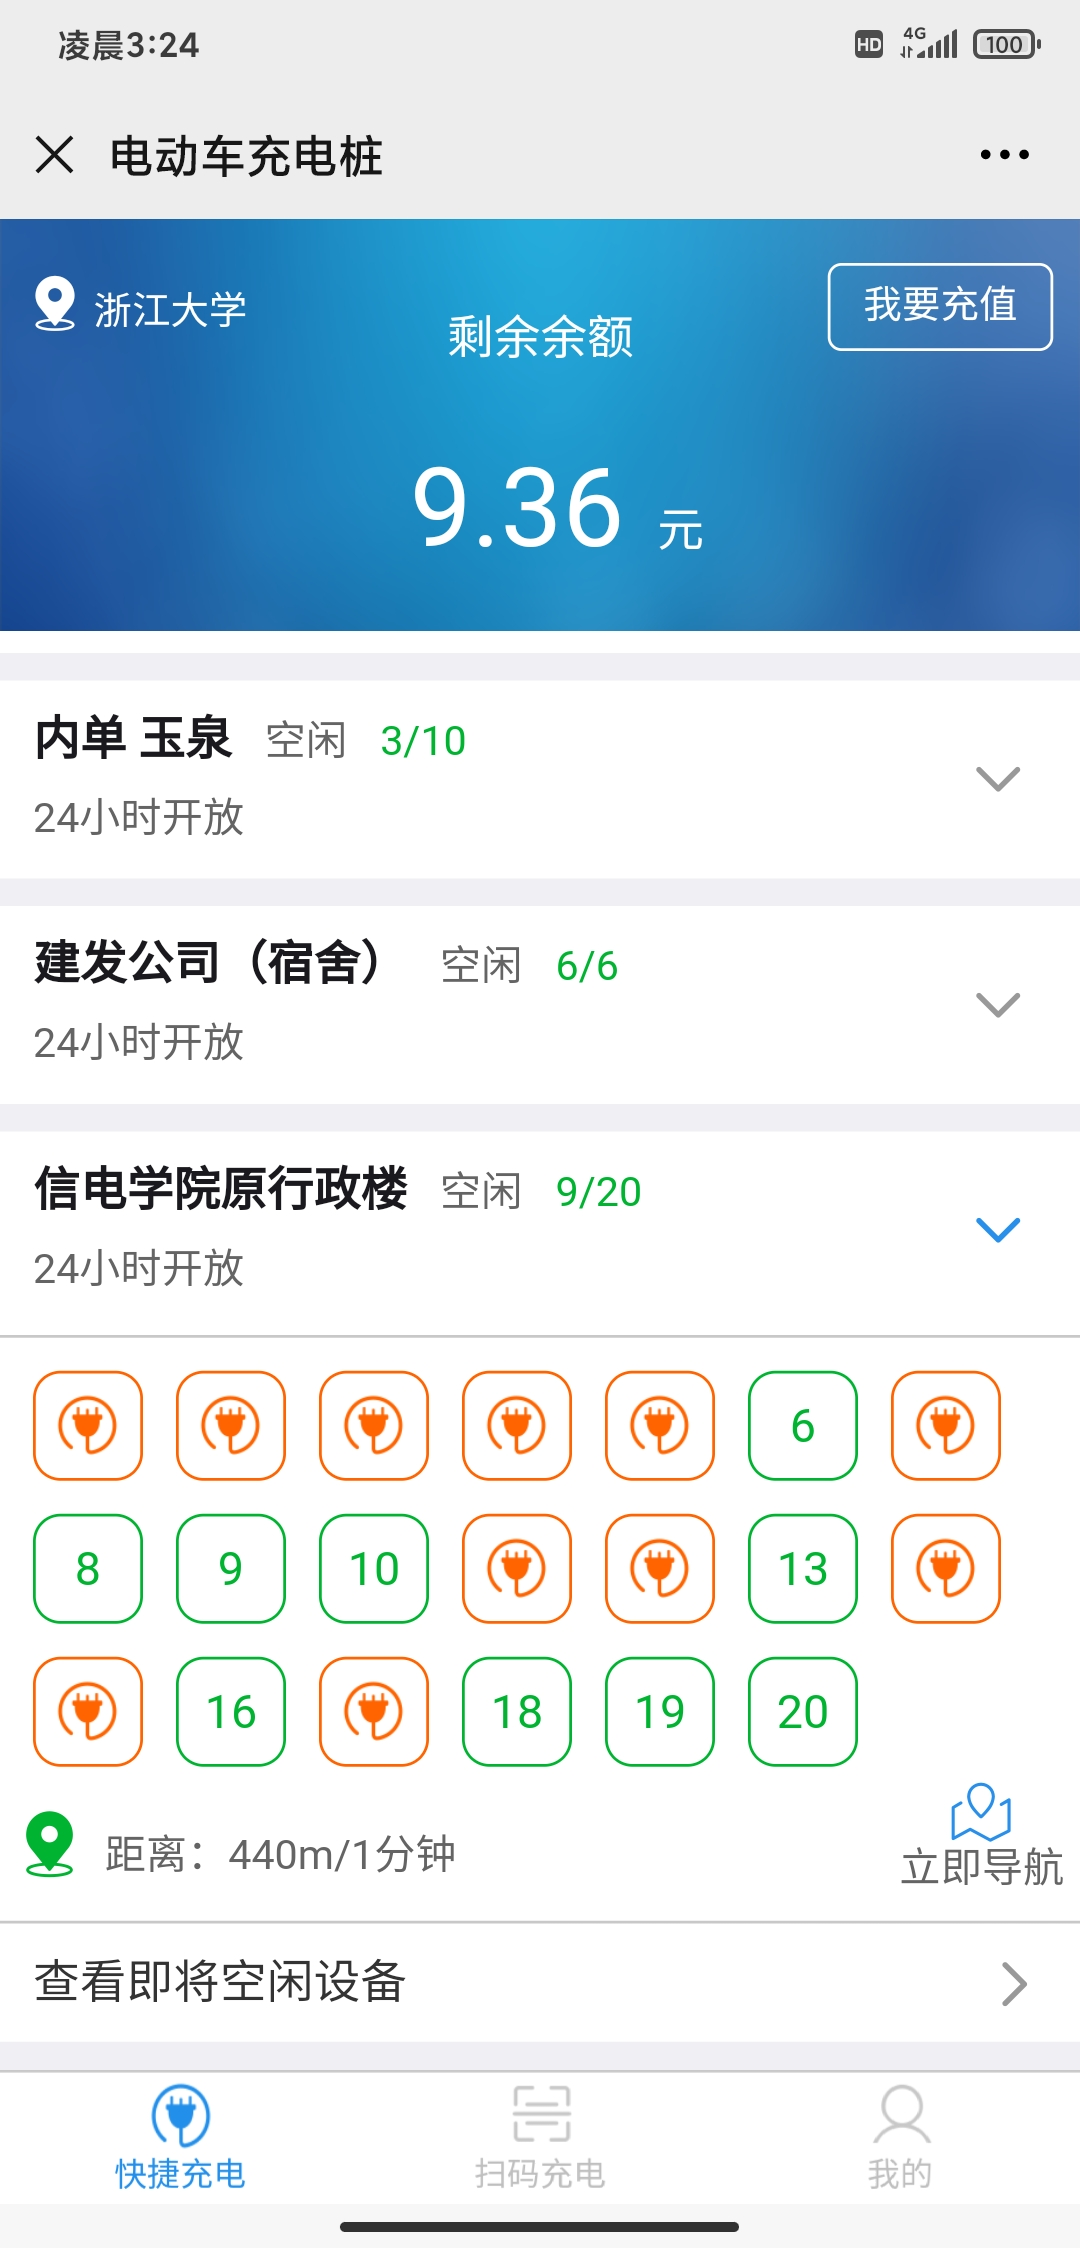 凌晨3:24
HD 4G 100
电动车充电桩
浙江大学
我要充值
剩余余额
9.36 元
内单 玉泉 空闲 3/10
24小时开放
建发公司（宿舍） 空闲 6/6
24小时开放
信电学院原行政楼 空闲 9/20
24小时开放
6
8 9 10 13
16 18 19 20
距离：440m/1分钟
立即导航
查看即将空闲设备
快捷充电 扫码充电 我的